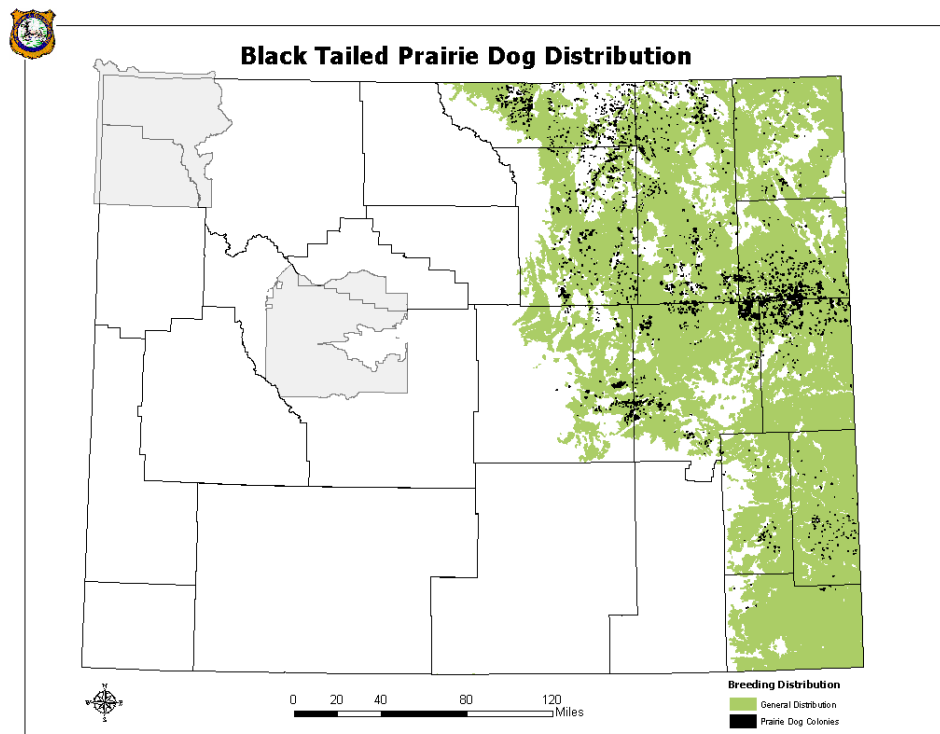 Black Tailed Prairie Dog Distribution
N
W E
S
0 20 40 80 120
Miles
Breeding Distribution
General Distribution
Prairie Dog Colonies